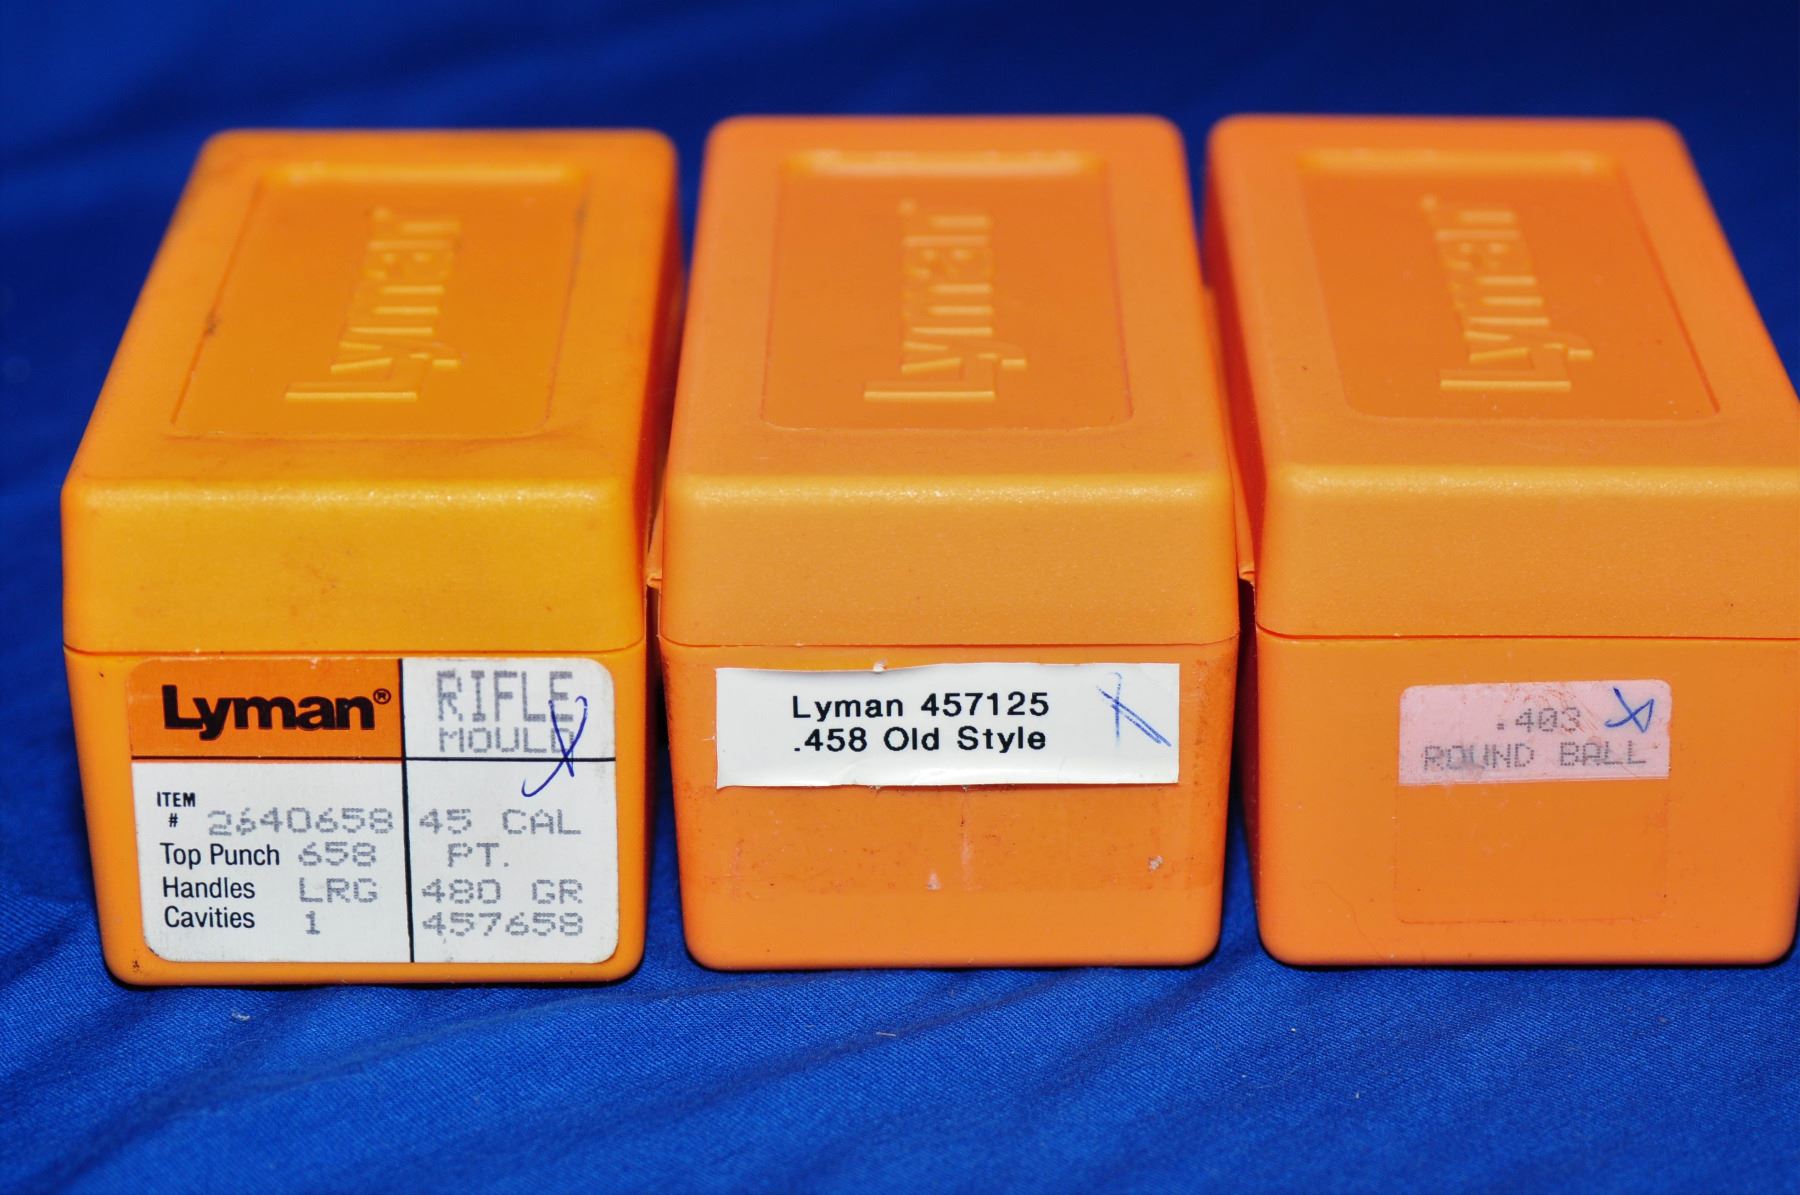 Lyman
Lyman
Lyman
Lyman®
RIFLE
MOULD
ITEM
# 2640658
Top Punch 658
Handles LRG
Cavities 1
45 CAL
PT.
480 GR
457658
Lyman 457125
.458 Old Style
.403
ROUND BALL